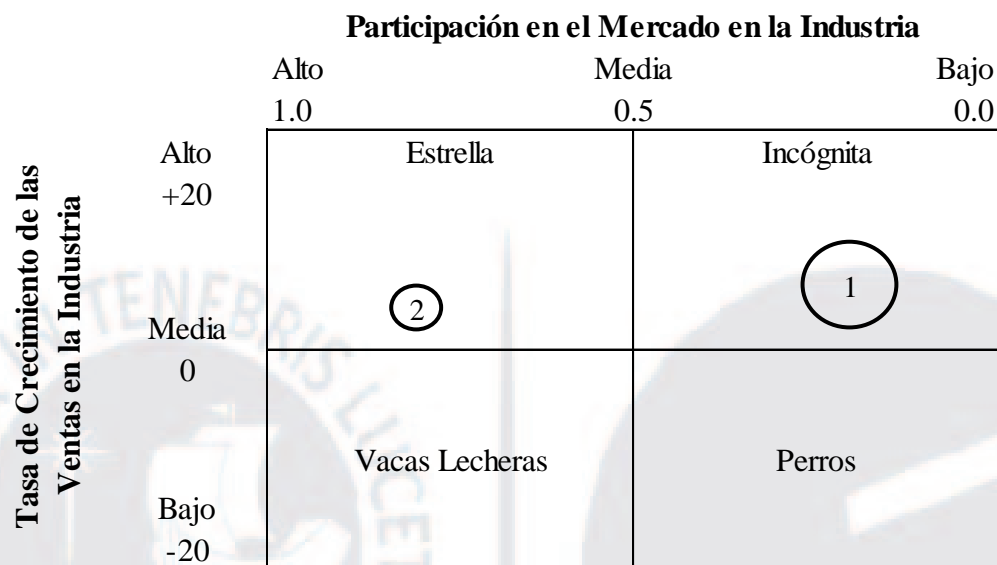 Participación en el Mercado en la Industria
Alto Media Bajo
1.0 0.5 0.0
Tasa de Crecimiento de las
Ventas en la Industria
Alto
+20
Estrella Incógnita
2 1
Media
0
Vacas Lecheras Perros
Bajo
-20
TENEBRIS